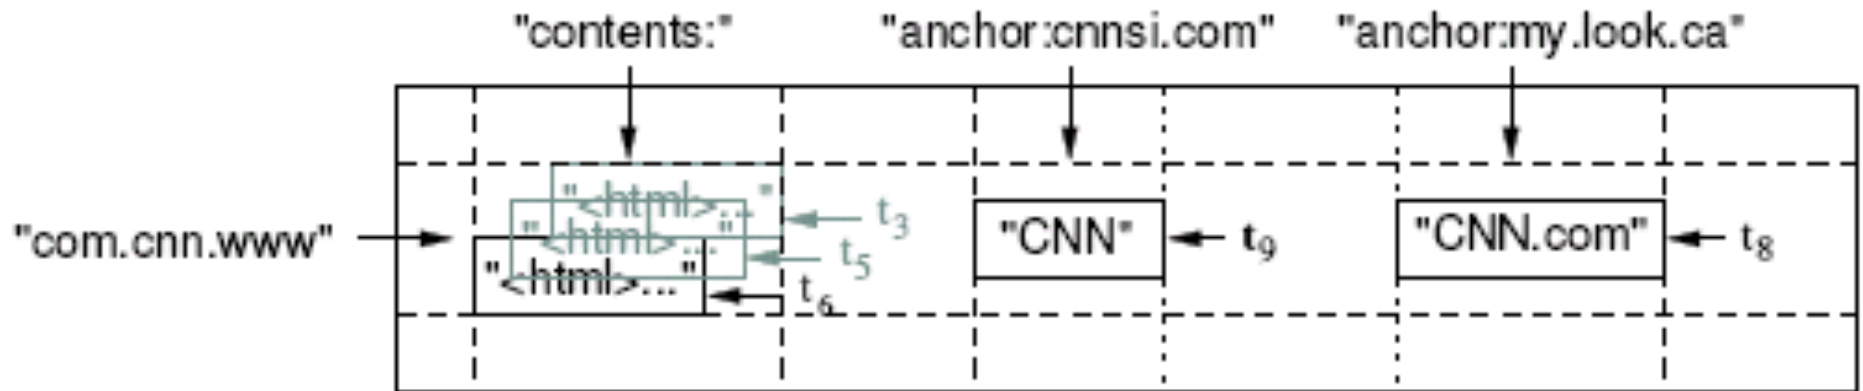 "contents:" "anchor:cnnsi.com" "anchor:my.look.ca"
"<html>..." t3
"com.cnn.www" "<html>..." t5 "CNN" t9 "CNN.com" t8
"<html>..." t6